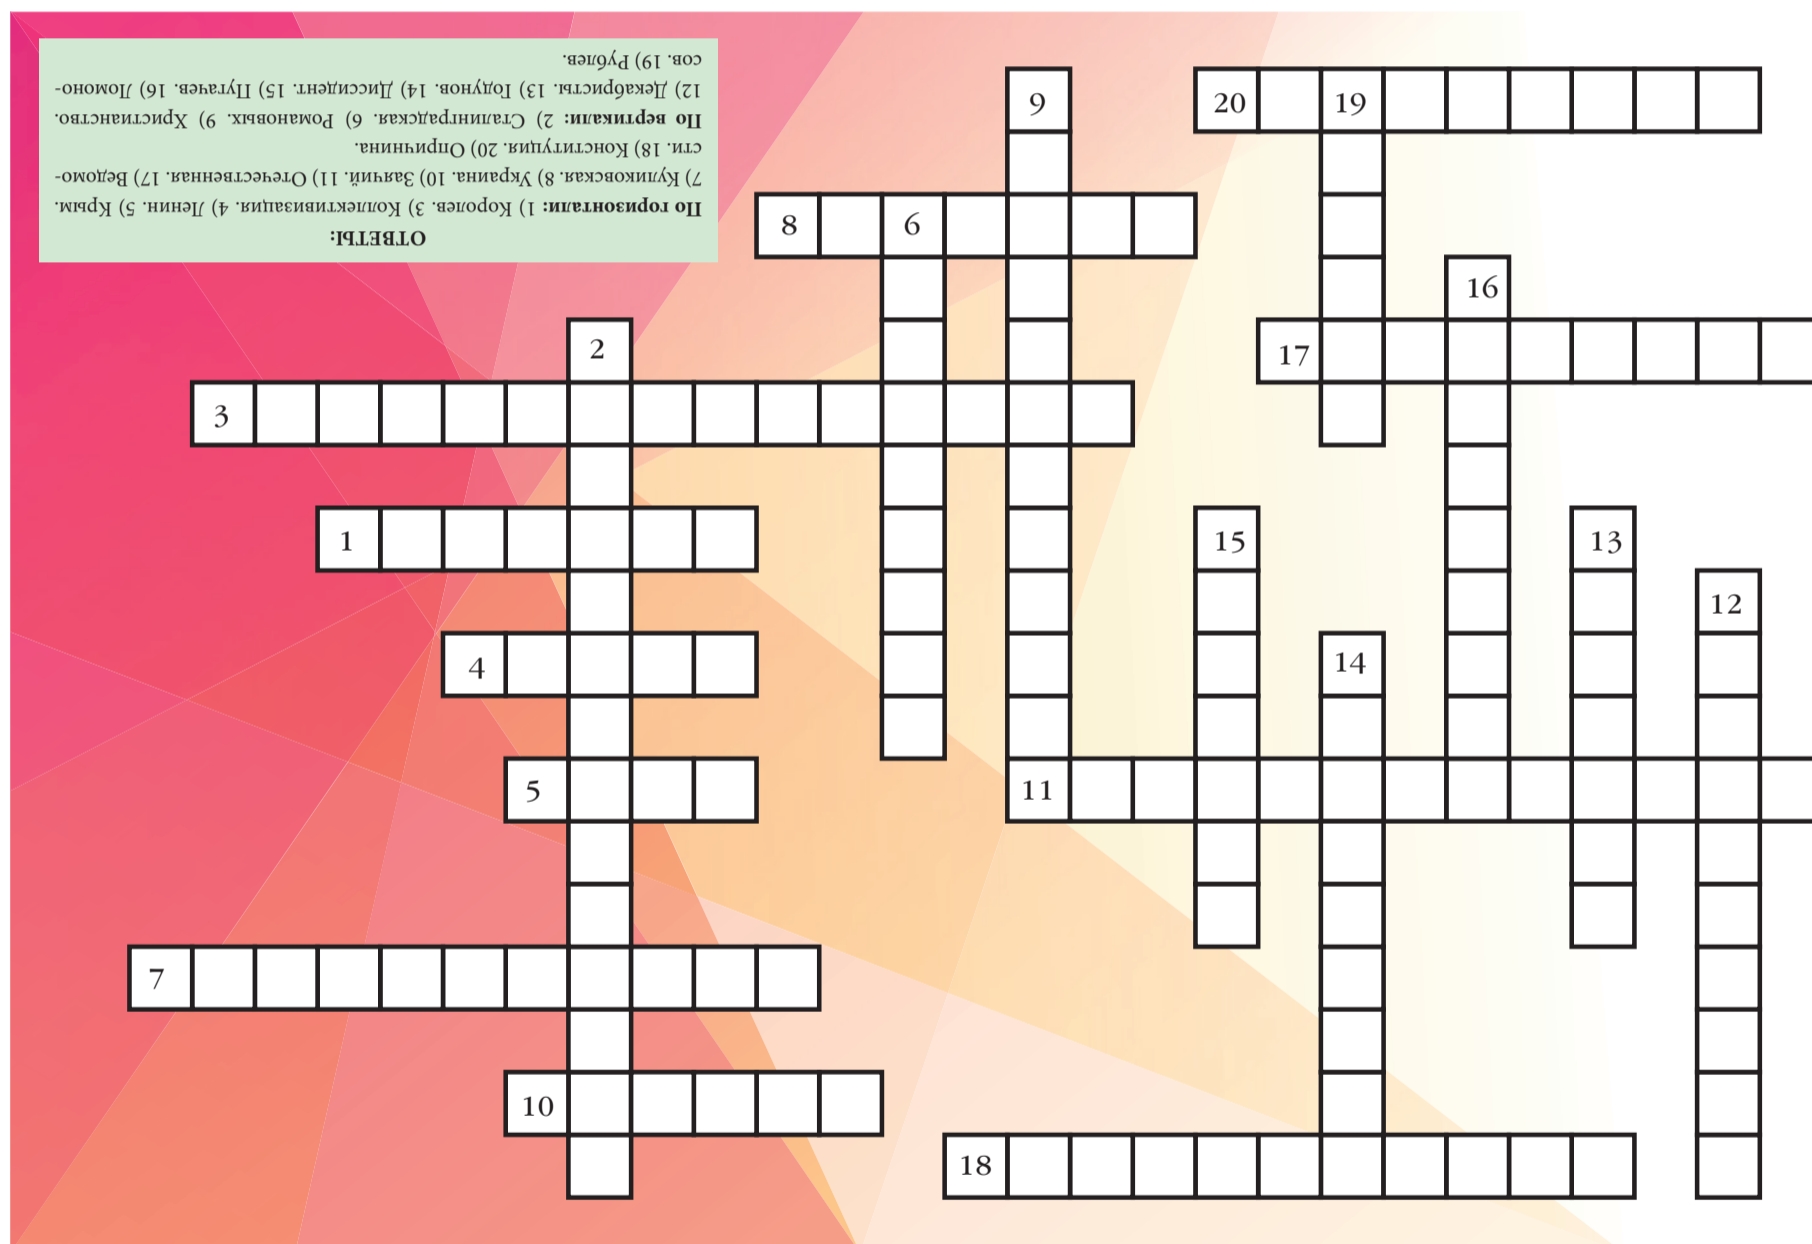 ОТВЕТЫ:
По горизонтали: 1) Королев. 3) Коллективизация. 4) Ленин. 5) Крым.
7) Куликовская. 8) Украина. 10) Заячий. 11) Отечественная. 17) Ведомо-
сти. 18) Конституция. 20) Опричнина.
По вертикали: 2) Сталинградская. 6) Романовых. 9) Христианство.
12) Декабристы. 13) Годунов. 14) Диссидент. 15) Пугачев. 16) Ломоно-
сов. 19) Рублев.
9
20 19
8 6
16
2
17
3
1 15 13
12
4 14
5 11
7
10
18